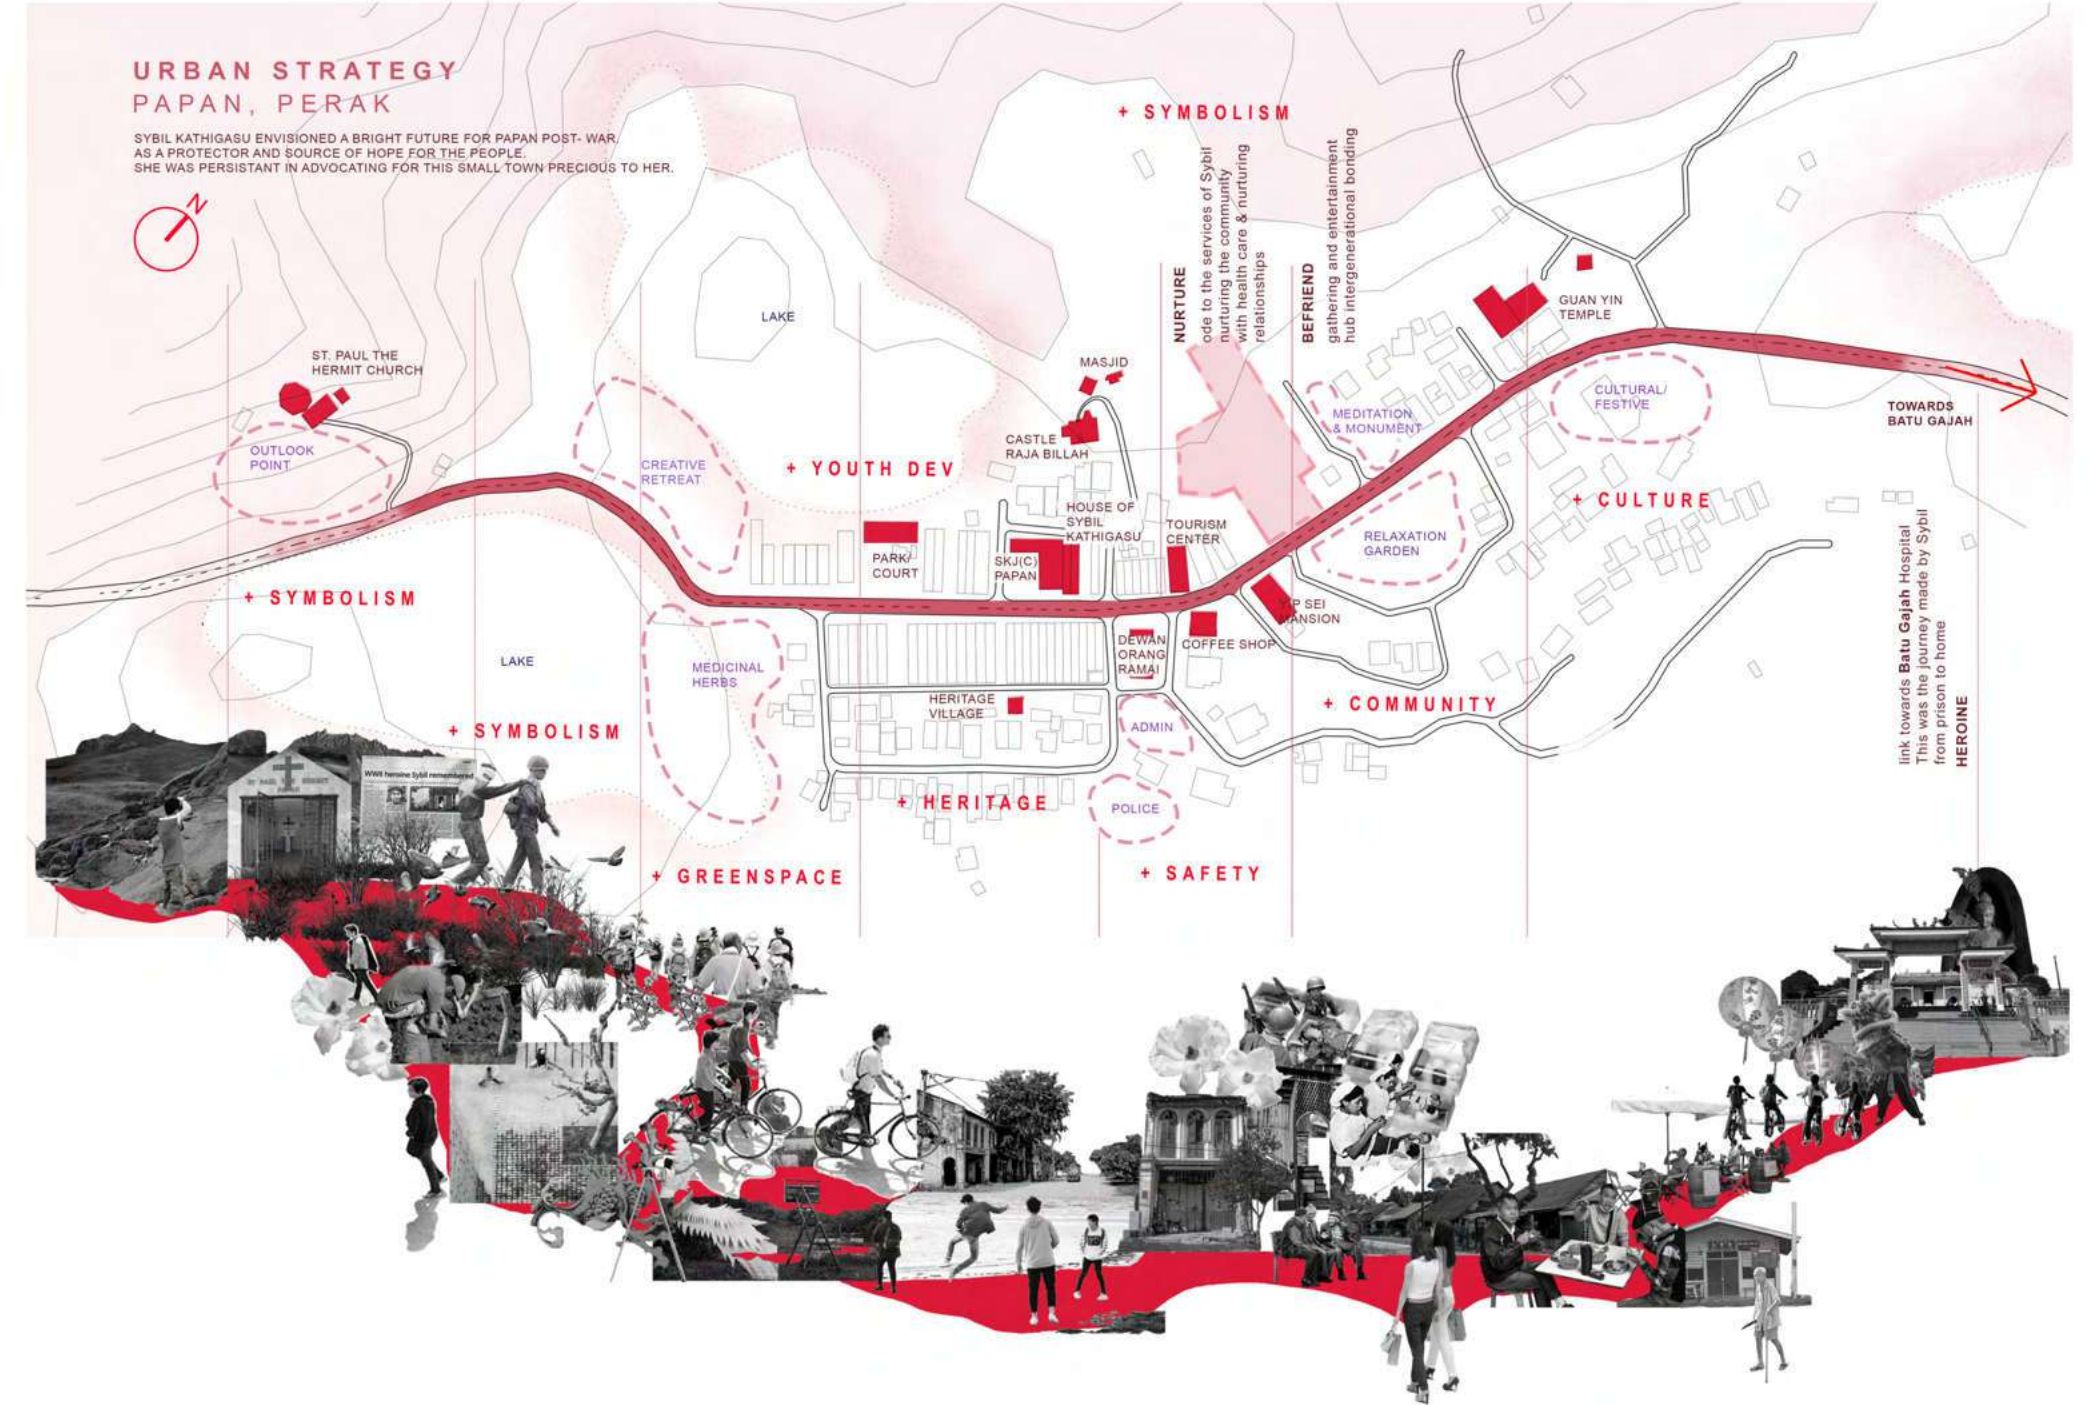 URBAN STRATEGY
PAPAN, PERAK
SYBIL KATHIGASU ENVISIONED A BRIGHT FUTURE FOR PAPAN POST- WAR.
AS A PROTECTOR AND SOURCE OF HOPE FOR THE PEOPLE.
SHE WAS PERSISTANT IN ADVOCATING FOR THIS SMALL TOWN PRECIOUS TO HER.
N
+ SYMBOLISM
NURTURE
ode to the services of Sybil
nurturing the community
with health care & nurturing
relationships
BEFRIEND
gathering and entertainment
hub intergenerational bonding
LAKE
GUAN YIN
TEMPLE
ST. PAUL THE
HERMIT CHURCH
MASJID
CULTURAL/
FESTIVE
MEDITATION
& MONUMENT
TOWARDS
BATU GAJAH
CASTLE
RAJA BILLAH
OUTLOOK
POINT
CREATIVE
RETREAT
+ YOUTH DEV
+ CULTURE
HOUSE OF
SYBIL
KATHIGASU
TOURISM
CENTER
RELAXATION
GARDEN
PARK/
COURT
SKJ(C)
PAPAN
+ SYMBOLISM
YIP SEI
MANSION
DEWAN
ORANG
RAMAI
COFFEE SHOP
LAKE
MEDICINAL
HERBS
HERITAGE
VILLAGE
+ COMMUNITY
link towards Batu Gajah Hospital
This was the journey made by Sybil
from prison to home
HEROINE
+ SYMBOLISM
ADMIN
+ HERITAGE
POLICE
+ GREENSPACE
+ SAFETY
WWII heroine Sybil remembered